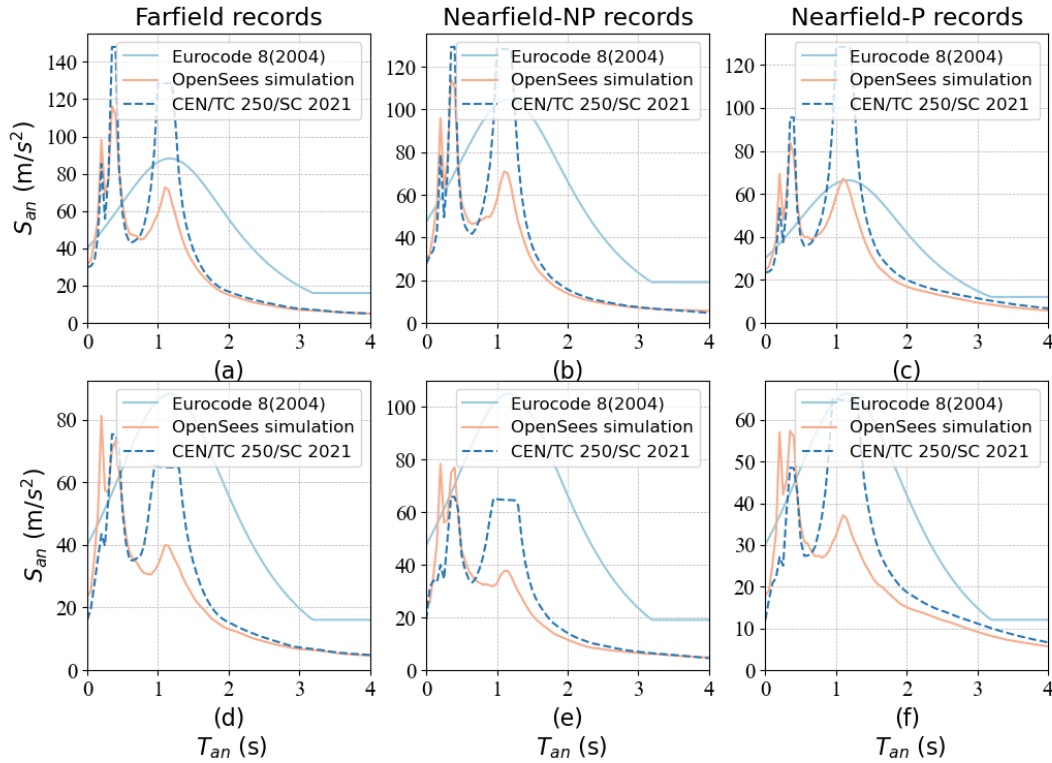 Farfield records
Nearfield-NP records
Nearfield-P records
S_an (m/s²)
140
120
100
80
60
40
20
0
Eurocode 8(2004)
OpenSees simulation
CEN/TC 250/SC 2021
0 1 2 3 4
(a)
120
100
80
60
40
20
0
Eurocode 8(2004)
OpenSees simulation
CEN/TC 250/SC 2021
0 1 2 3 4
(b)
120
100
80
60
40
20
0
Eurocode 8(2004)
OpenSees simulation
CEN/TC 250/SC 2021
0 1 2 3 4
(c)
S_an (m/s²)
80
60
40
20
0
Eurocode 8(2004)
OpenSees simulation
CEN/TC 250/SC 2021
0 1 2 3 4
(d)
T_an (s)
100
80
60
40
20
0
Eurocode 8(2004)
OpenSees simulation
CEN/TC 250/SC 2021
0 1 2 3 4
(e)
T_an (s)
60
50
40
30
20
10
0
Eurocode 8(2004)
OpenSees simulation
CEN/TC 250/SC 2021
0 1 2 3 4
(f)
T_an (s)